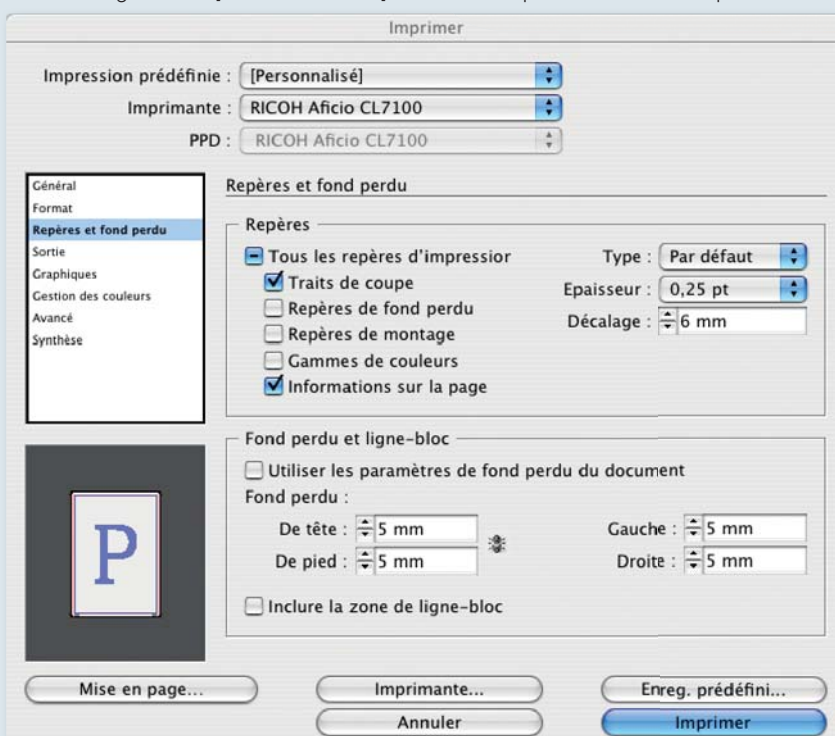 Imprimer
Impression prédéfinie : [Personnalisé]
Imprimante : RICOH Aficio CL7100
PPD : RICOH Aficio CL7100
Général
Format
Repères et fond perdu
Sortie
Graphiques
Gestion des couleurs
Avancé
Synthèse
Repères et fond perdu
Repères
Tous les repères d'impressior
Traits de coupe
Repères de fond perdu
Repères de montage
Gammes de couleurs
Informations sur la page
Type : Par défaut
Epaisseur : 0,25 pt
Décalage : 6 mm
P
Fond perdu et ligne-bloc
Utiliser les paramètres de fond perdu du document
Fond perdu :
De tête : 5 mm
De pied : 5 mm
Gauche : 5 mm
Droite : 5 mm
Inclure la zone de ligne-bloc
Mise en page...
Imprimante...
Enreg. prédéfini...
Annuler
Imprimer